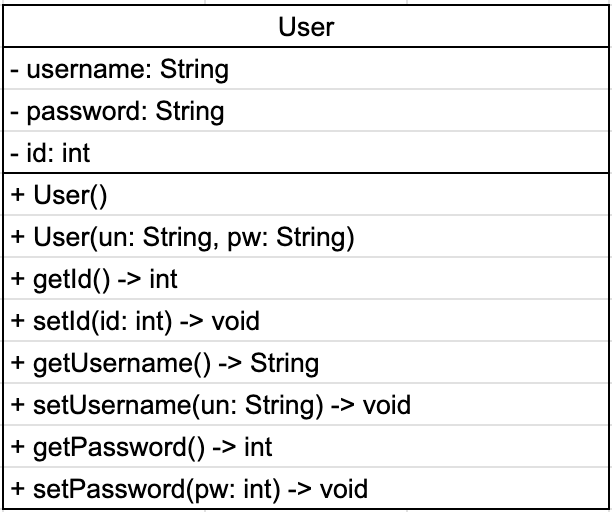 User
- username: String
- password: String
- id: int
+ User()
+ User(un: String, pw: String)
+ getId() -> int
+ setId(id: int) -> void
+ getUsername() -> String
+ setUsername(un: String) -> void
+ getPassword() -> int
+ setPassword(pw: int) -> void